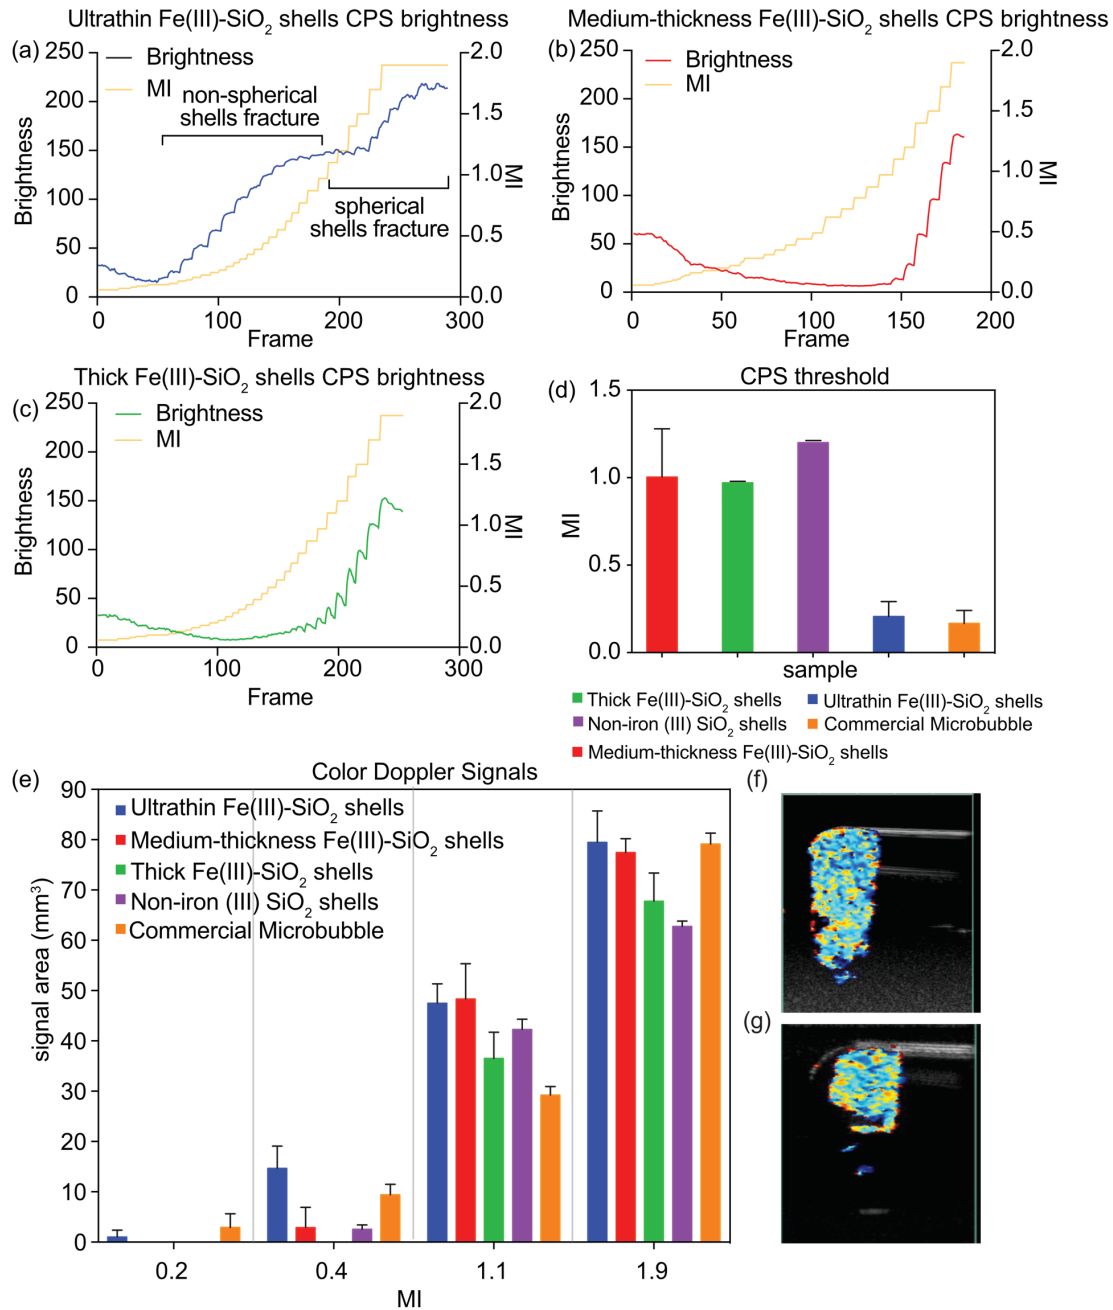 Ultrathin Fe(III)-SiO2 shells CPS brightness
(a)
250
200
150
100
50
0
Brightness
Brightness
MI
non-spherical
shells fracture
spherical
shells fracture
2.0
1.5
1.0
0.5
0.0
MI
0 100 200 300
Frame
Medium-thickness Fe(III)-SiO2 shells CPS brightness
(b)
250
200
150
100
50
0
Brightness
Brightness
MI
2.0
1.5
1.0
0.5
0.0
MI
0 50 100 150 200
Frame
Thick Fe(III)-SiO2 shells CPS brightness
(c)
250
200
150
100
50
0
Brightness
Brightness
MI
2.0
1.5
1.0
0.5
0.0
MI
0 100 200 300
Frame
CPS threshold
(d)
1.5
1.0
0.5
0.0
MI
sample
Thick Fe(III)-SiO2 shells
Ultrathin Fe(III)-SiO2 shells
Non-iron (III) SiO2 shells
Commercial Microbubble
Medium-thickness Fe(III)-SiO2 shells
(e)
Color Doppler Signals
90
80
70
60
50
40
30
20
10
0
signal area (mm3)
Ultrathin Fe(III)-SiO2 shells
Medium-thickness Fe(III)-SiO2 shells
Thick Fe(III)-SiO2 shells
Non-iron (III) SiO2 shells
Commercial Microbubble
0.2 0.4 1.1 1.9
MI
(f)
(g)